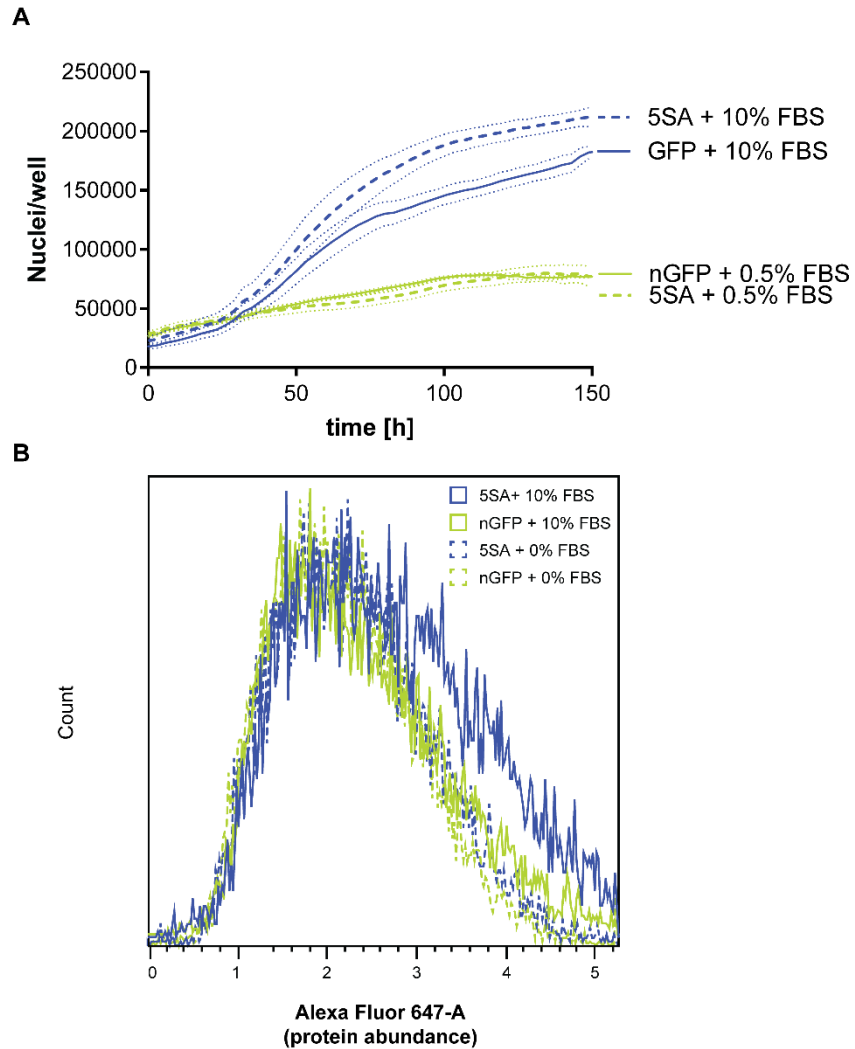 A
250000
200000
150000
100000
50000
0
Nuclei/well
0 50 100 150
time [h]
5SA + 10% FBS
GFP + 10% FBS
nGFP + 0.5% FBS
5SA + 0.5% FBS
B
5SA+ 10% FBS
nGFP + 10% FBS
5SA + 0% FBS
nGFP + 0% FBS
Count
0 1 2 3 4 5
Alexa Fluor 647-A
(protein abundance)